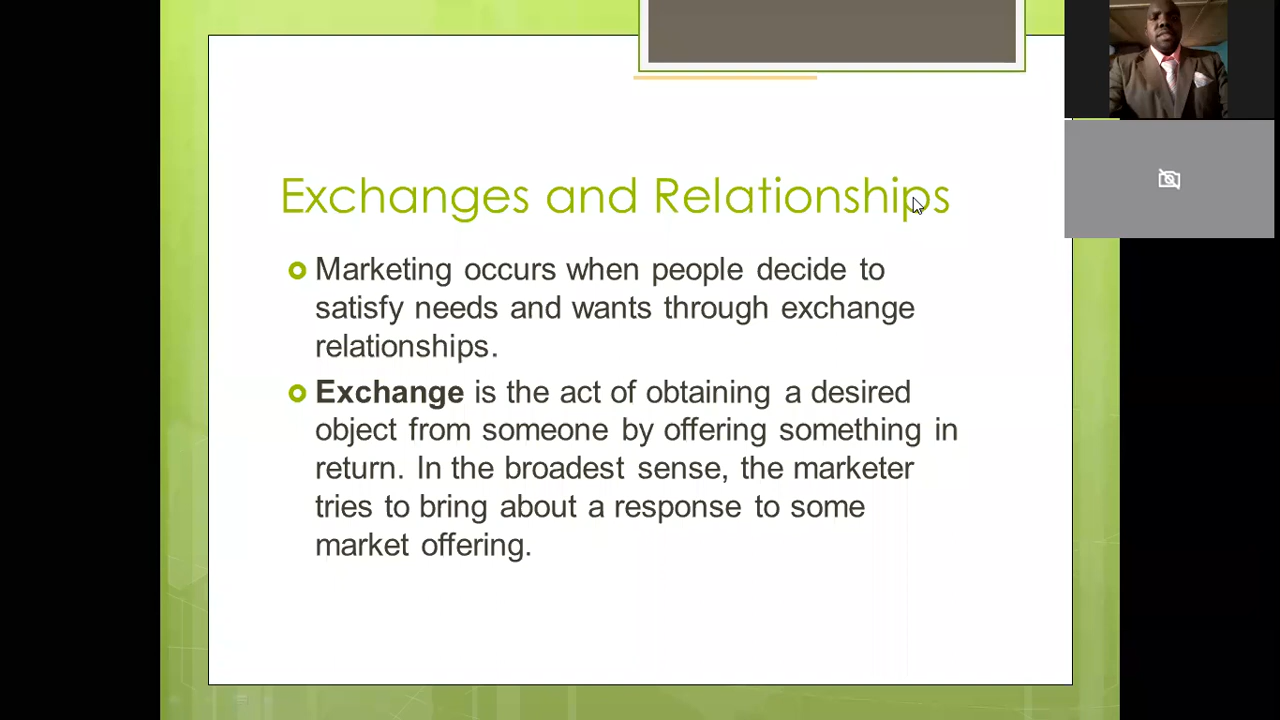 Exchanges and Relationships
Marketing occurs when people decide to
satisfy needs and wants through exchange
relationships.
Exchange is the act of obtaining a desired
object from someone by offering something in
return. In the broadest sense, the marketer
tries to bring about a response to some
market offering.